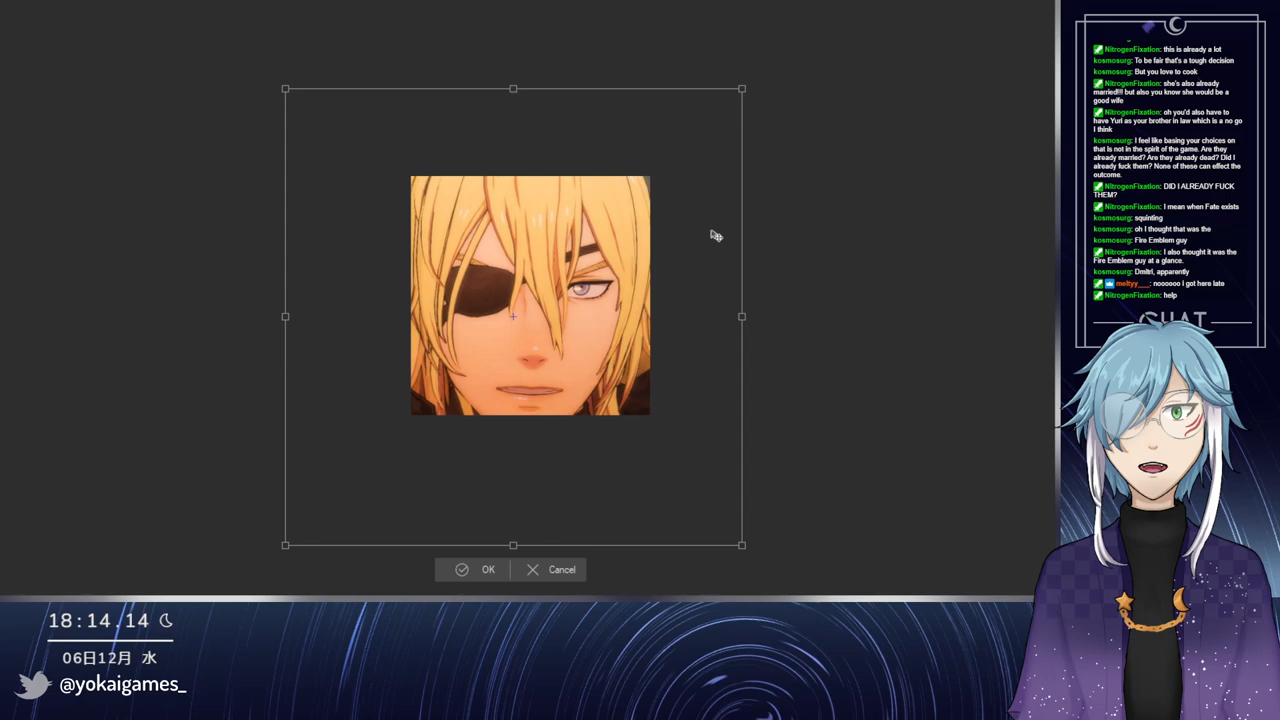 NitrogenFixation: this is already a lot
kosmosurg: To be fair that's a tough decision
kosmosurg: But you love to cook
NitrogenFixation: she's also already
married!!! but also you know she would be a
good wife
NitrogenFixation: oh you'd also have to
have Yuri as your brother in law which is a no go
I think
kosmosurg: I feel like basing your choices on
that is not in the spirit of the game. Are they
already married? Are they already dead? Did I
already fuck them? None of these can effect the
outcome.
NitrogenFixation: DID I ALREADY FUCK
THEM?
NitrogenFixation: I mean when Fate exists
kosmosurg: squinting
kosmosurg: oh I thought that was the
kosmosurg: Fire Emblem guy
NitrogenFixation: I also thought it was the
Fire Emblem guy at a glance.
kosmosurg: Dmitri, apparently
meltyy___: noooooo i got here late
NitrogenFixation: help
CHAT
OK
Cancel
18:14.14
06日12月 水
@yokaigames_